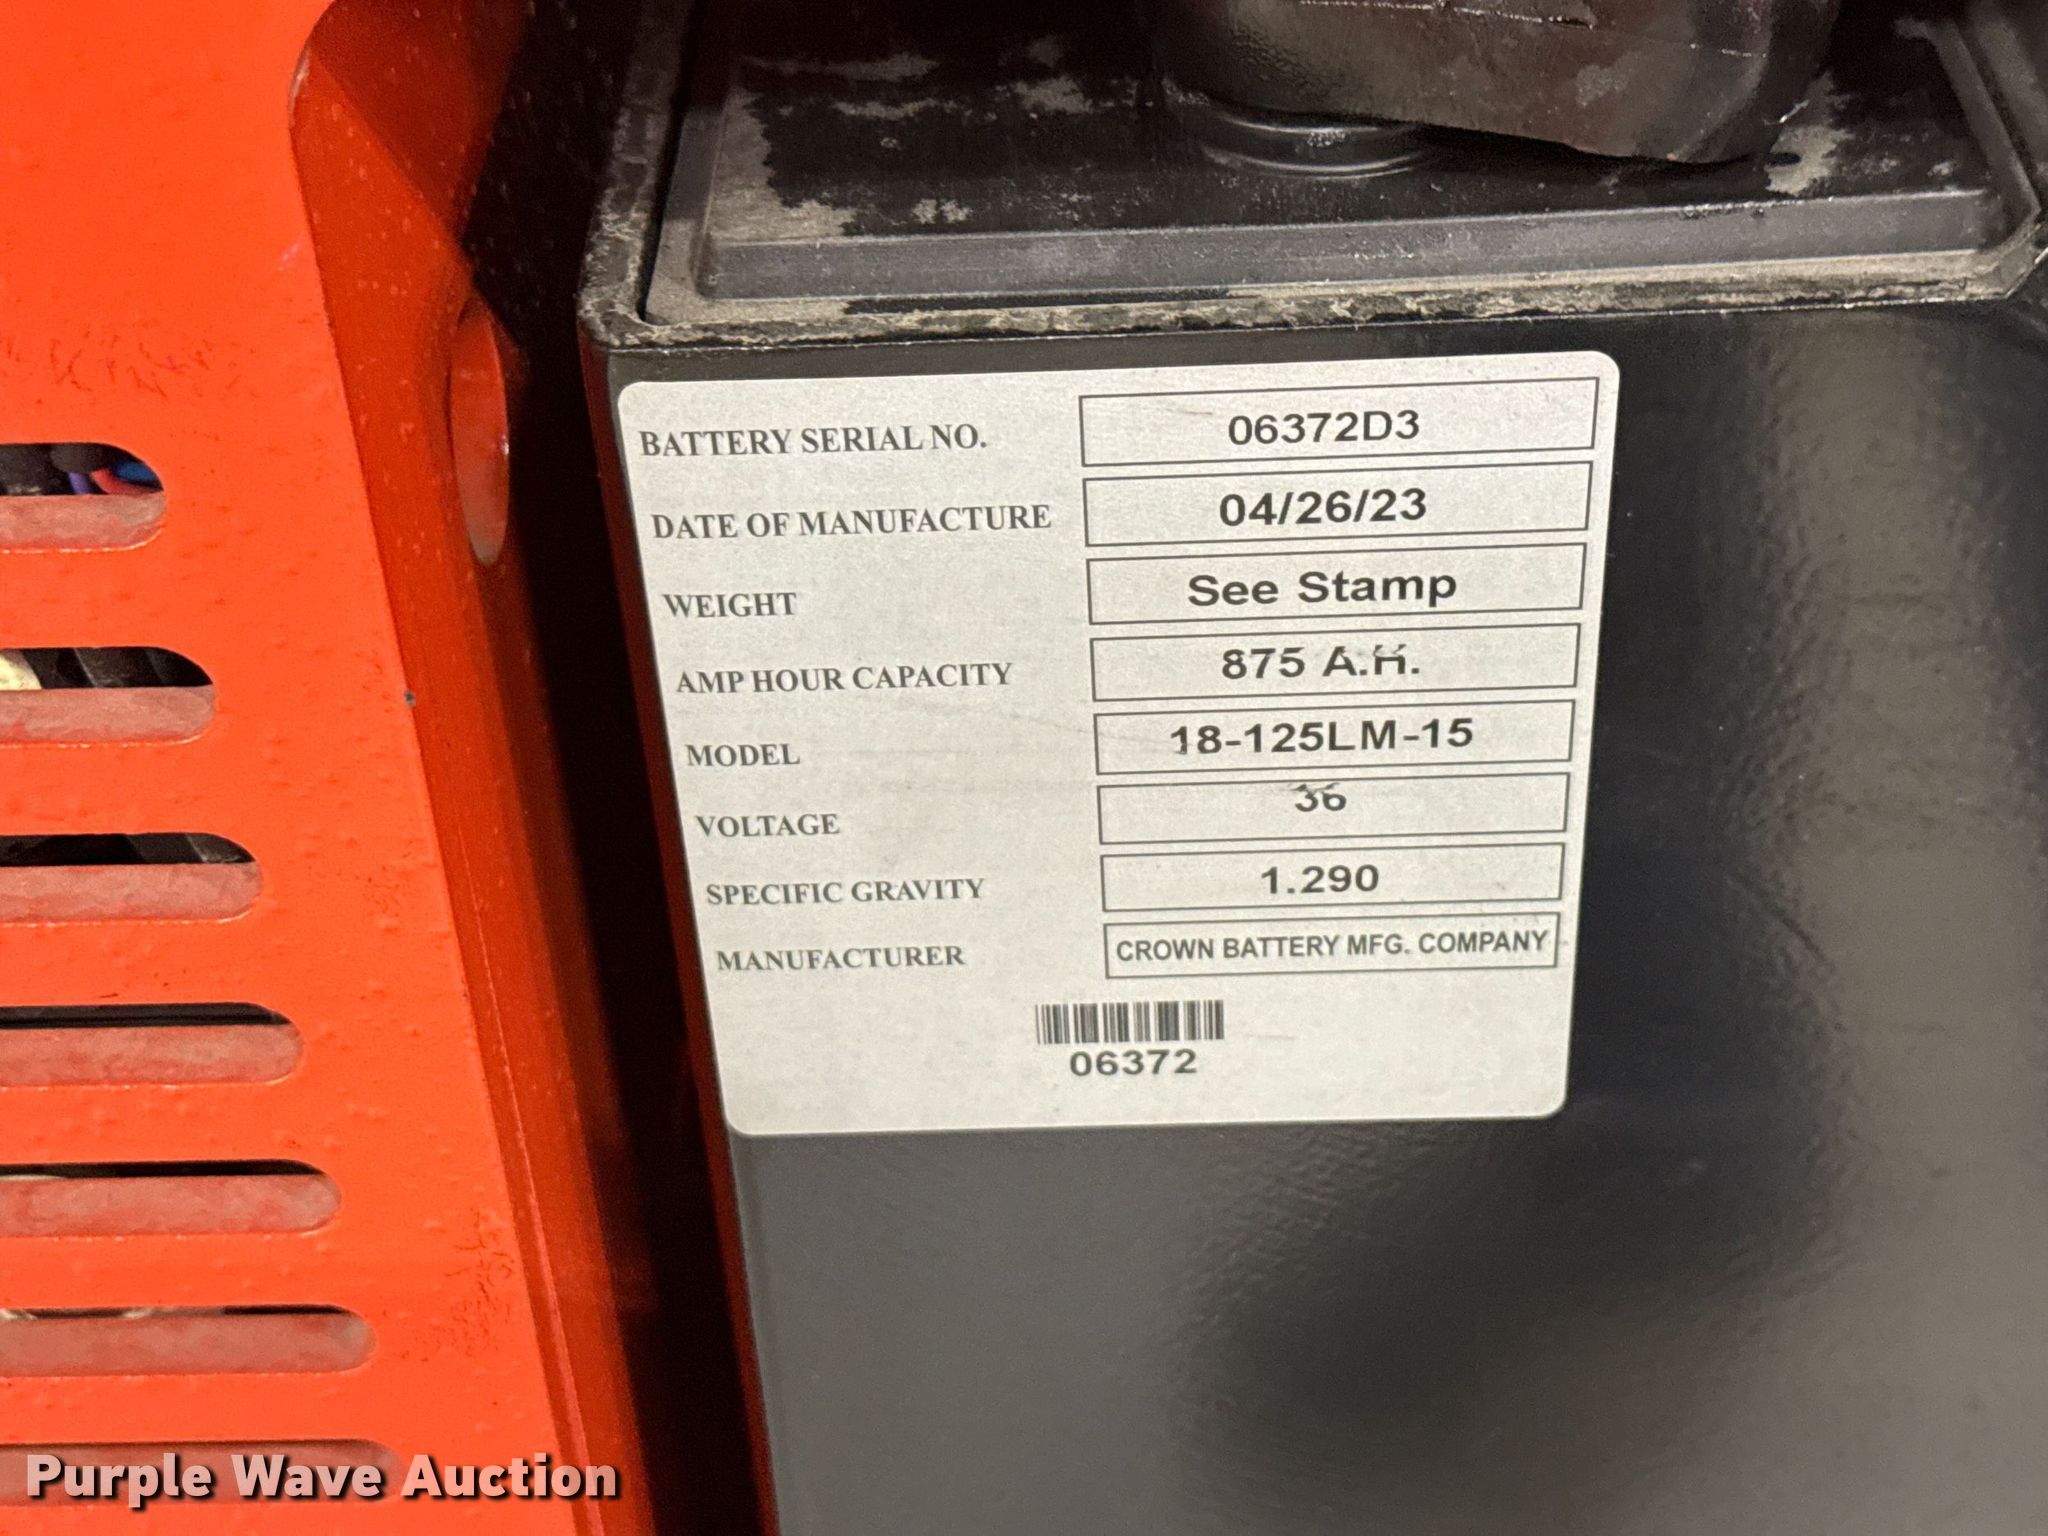 BATTERY SERIAL NO. 06372D3
DATE OF MANUFACTURE 04/26/23
WEIGHT See Stamp
AMP HOUR CAPACITY 875 A.H.
MODEL 18-125LM-15
VOLTAGE 36
SPECIFIC GRAVITY 1.290
MANUFACTURER CROWN BATTERY MFG. COMPANY
06372
Purple Wave Auction